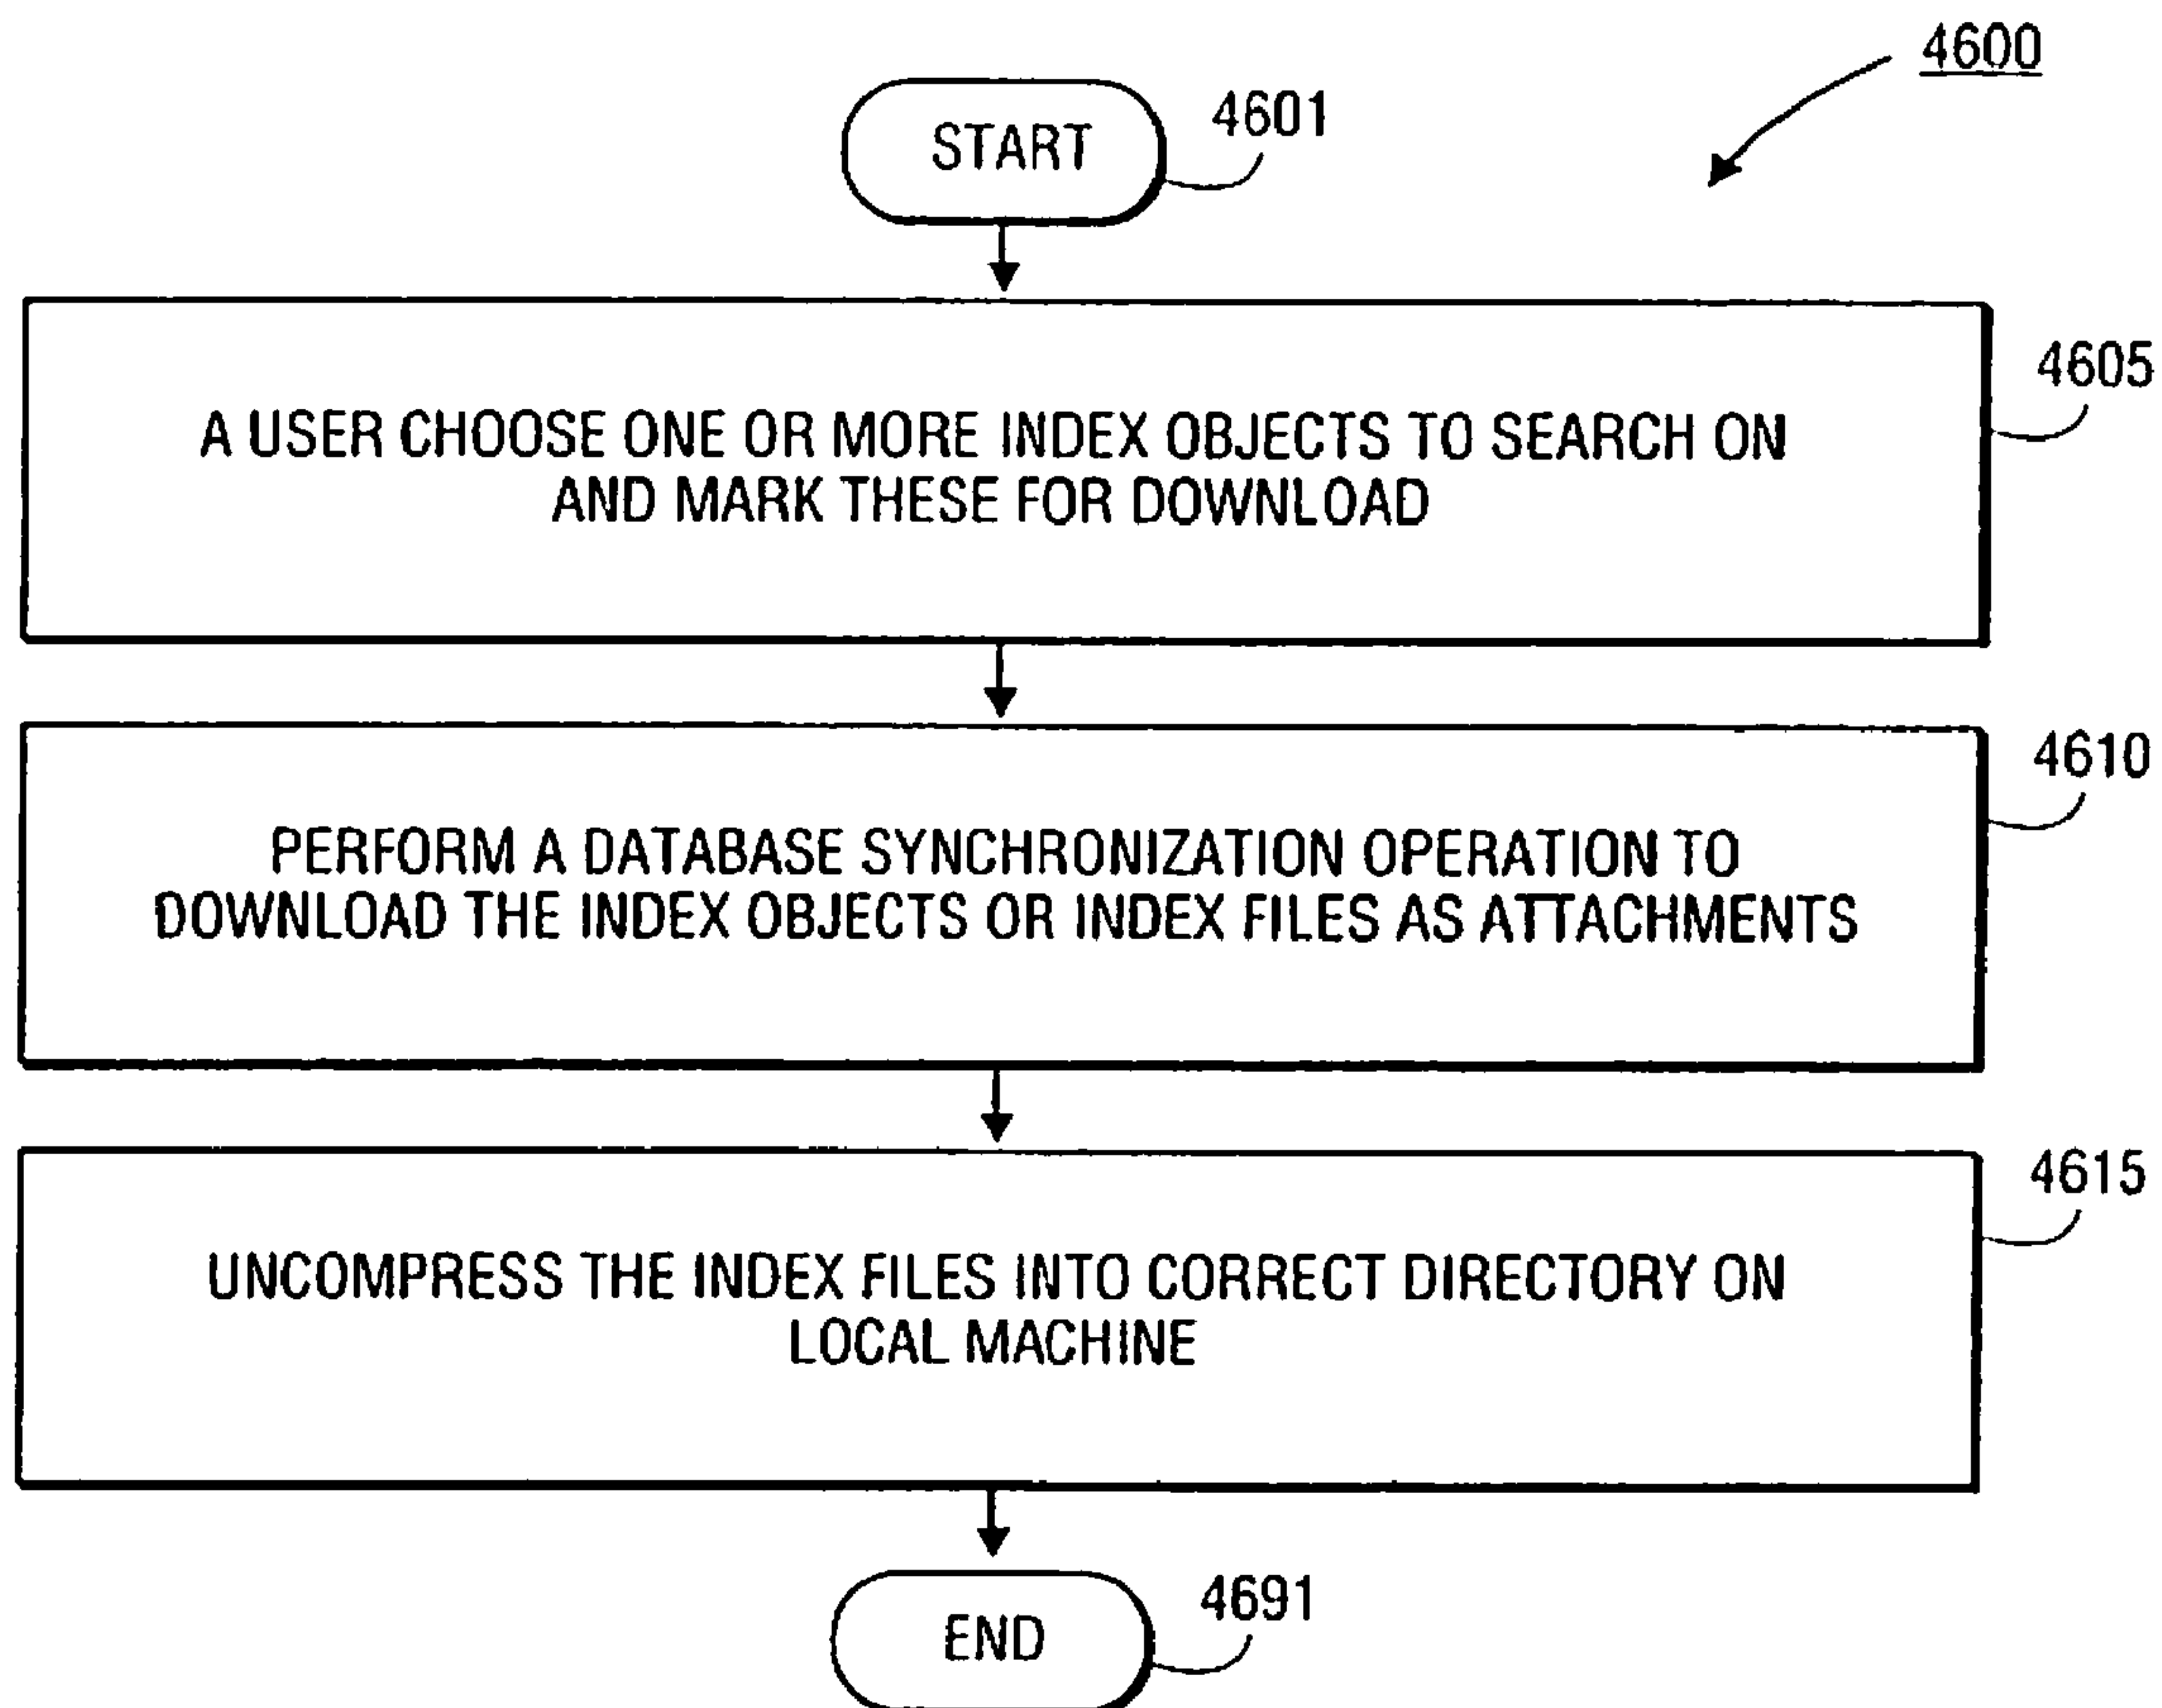 4600
START
4601
A USER CHOOSE ONE OR MORE INDEX OBJECTS TO SEARCH ON
AND MARK THESE FOR DOWNLOAD
4605
PERFORM A DATABASE SYNCHRONIZATION OPERATION TO
DOWNLOAD THE INDEX OBJECTS OR INDEX FILES AS ATTACHMENTS
4610
UNCOMPRESS THE INDEX FILES INTO CORRECT DIRECTORY ON
LOCAL MACHINE
4615
END
4691